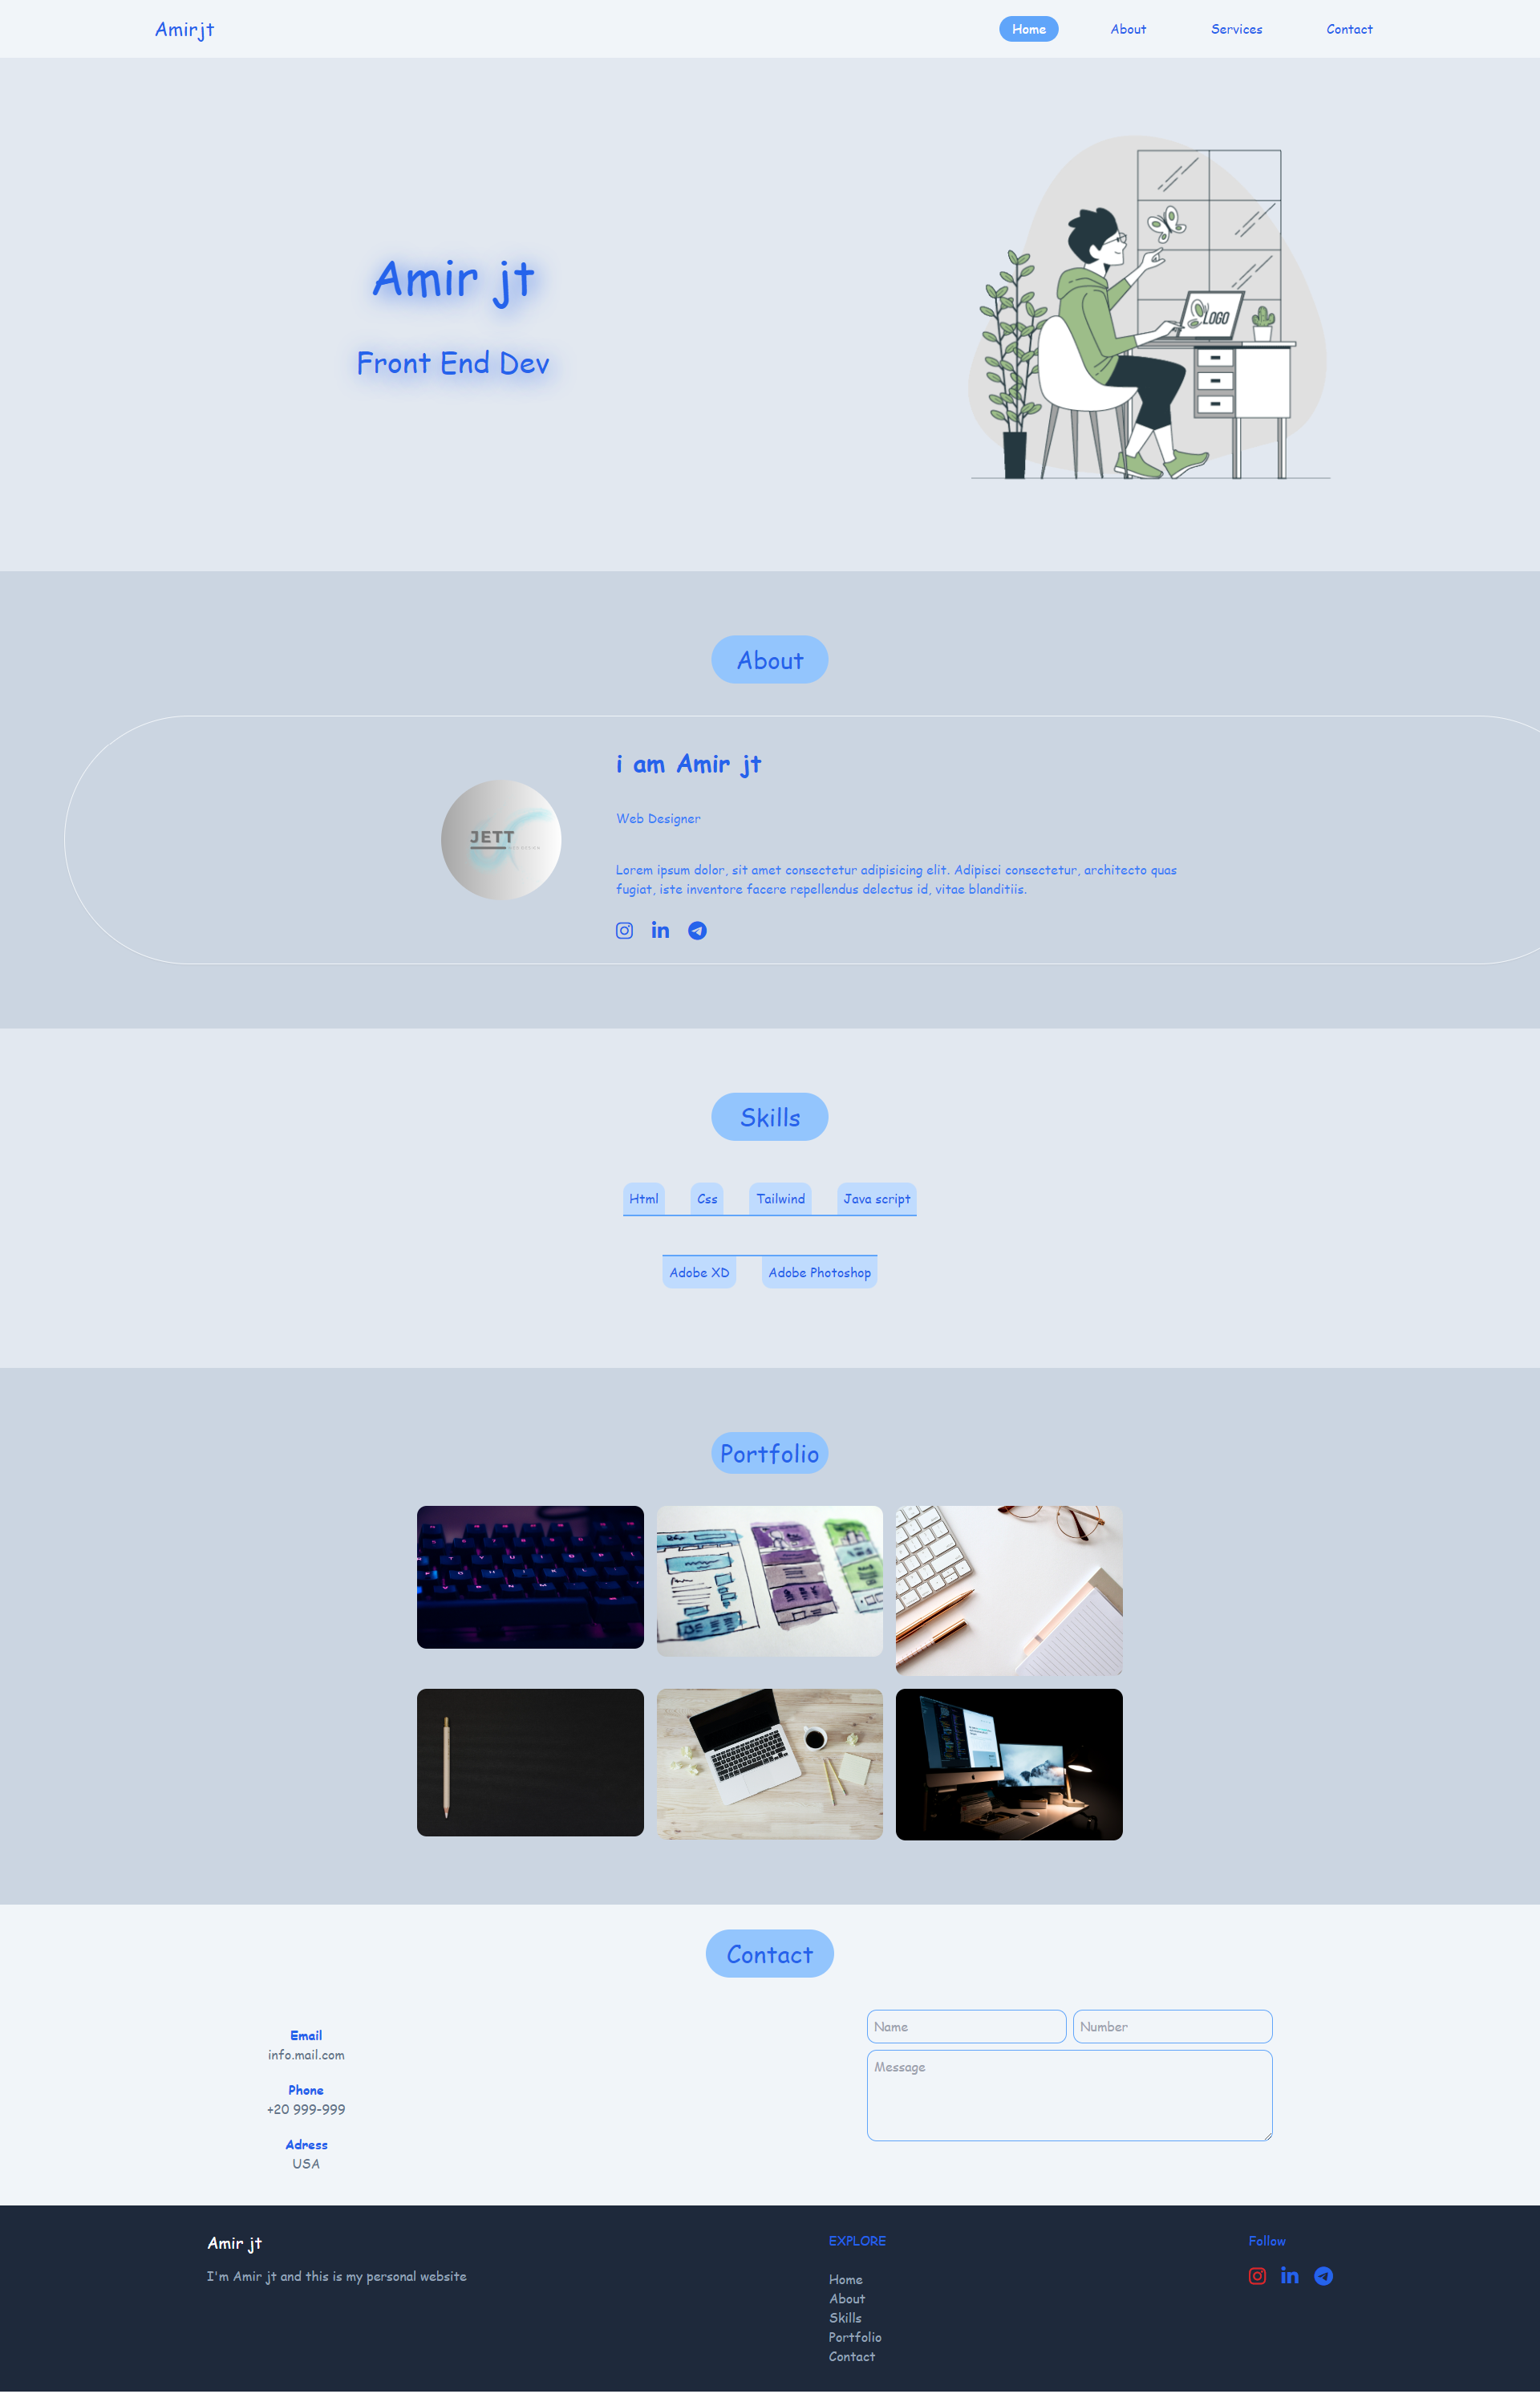 Amirjt
Home
About
Services
Contact
LOGO
Amir jt
Front End Dev
About
i am Amir jt
Web Designer
JETT
Lorem ipsum dolor, sit amet consectetur adipisicing elit. Adipisci consectetur, architecto quas
fugiat, iste inventore facere repellendus delectus id, vitae blanditiis.
Skills
Html
Css
Tailwind
Java script
Adobe XD
Adobe Photoshop
Portfolio
Contact
Email
info.mail.com
Phone
+20 999-999
Adress
USA
Name
Number
Message
Amir jt
I'm Amir jt and this is my personal website
EXPLORE
Home
About
Skills
Portfolio
Contact
Follow